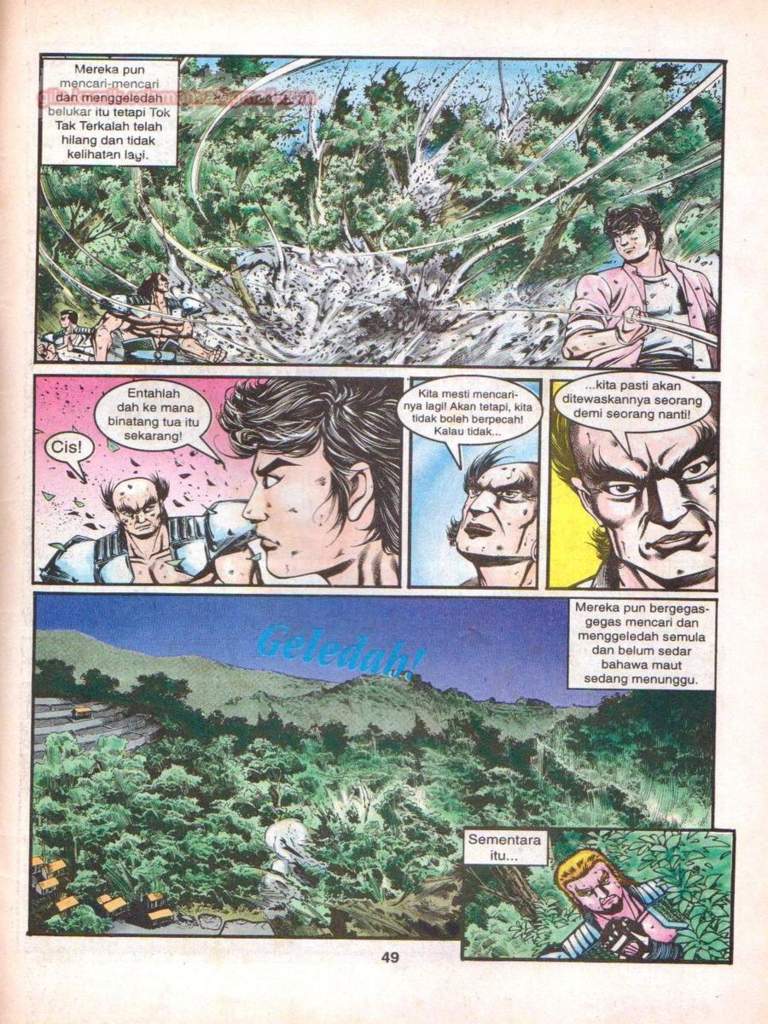 Mereka pun
mencari-mencari
dan menggeledah
belukar itu tetapi Tok
Tak Terkalah telah
hilang dan tidak
kelihatan lagi.
Cis!
Entahlah
dah ke mana
binatang tua itu
sekarang!
Kita mesti mencari-
nya lagi! Akan tetapi, kita
tidak boleh berpecah!
Kalau tidak...
...kita pasti akan
ditewaskannya seorang
demi seorang nanti!
Geledah!
Mereka pun bergegas-
gegas mencari dan
menggeledah semula
dan belum sedar
bahawa maut
sedang menunggu.
Sementara
itu...
49